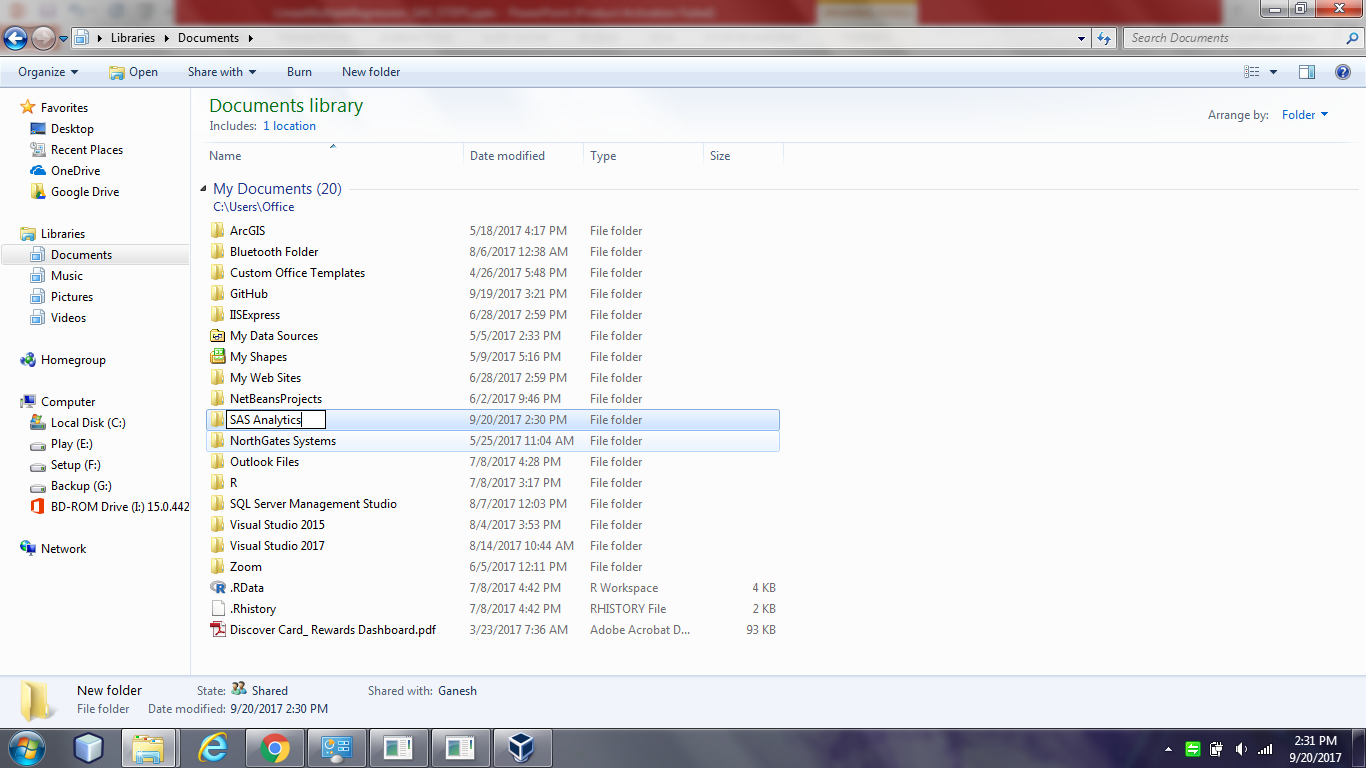 Libraries Documents
Search Documents
Organize Open Share with Burn New folder
Favorites
Desktop
Recent Places
OneDrive
Google Drive
Libraries
Documents
Music
Pictures
Videos
Homegroup
Computer
Local Disk (C:)
Play (E:)
Setup (F:)
Backup (G:)
BD-ROM Drive (I:) 15.0.442
Network
Documents library
Includes: 1 location
Arrange by: Folder
Name Date modified Type Size
My Documents (20)
C:\Users\Office
ArcGIS 5/18/2017 4:17 PM File folder
Bluetooth Folder 8/6/2017 12:38 AM File folder
Custom Office Templates 4/26/2017 5:48 PM File folder
GitHub 9/19/2017 3:21 PM File folder
IISExpress 6/28/2017 2:59 PM File folder
My Data Sources 5/5/2017 2:33 PM File folder
My Shapes 5/9/2017 5:16 PM File folder
My Web Sites 6/28/2017 2:59 PM File folder
NetBeansProjects 6/2/2017 9:46 PM File folder
SAS Analytics 9/20/2017 2:30 PM File folder
NorthGates Systems 5/25/2017 11:04 AM File folder
Outlook Files 7/8/2017 4:28 PM File folder
R 7/8/2017 3:17 PM File folder
SQL Server Management Studio 8/7/2017 12:03 PM File folder
Visual Studio 2015 8/4/2017 3:53 PM File folder
Visual Studio 2017 8/14/2017 10:44 AM File folder
Zoom 6/5/2017 12:11 PM File folder
.RData 7/8/2017 4:42 PM R Workspace 4 KB
.Rhistory 7/8/2017 4:42 PM RHISTORY File 2 KB
Discover Card_ Rewards Dashboard.pdf 3/23/2017 7:36 AM Adobe Acrobat D... 93 KB
New folder State: Shared Shared with: Ganesh
File folder Date modified: 9/20/2017 2:30 PM
2:31 PM
9/20/2017